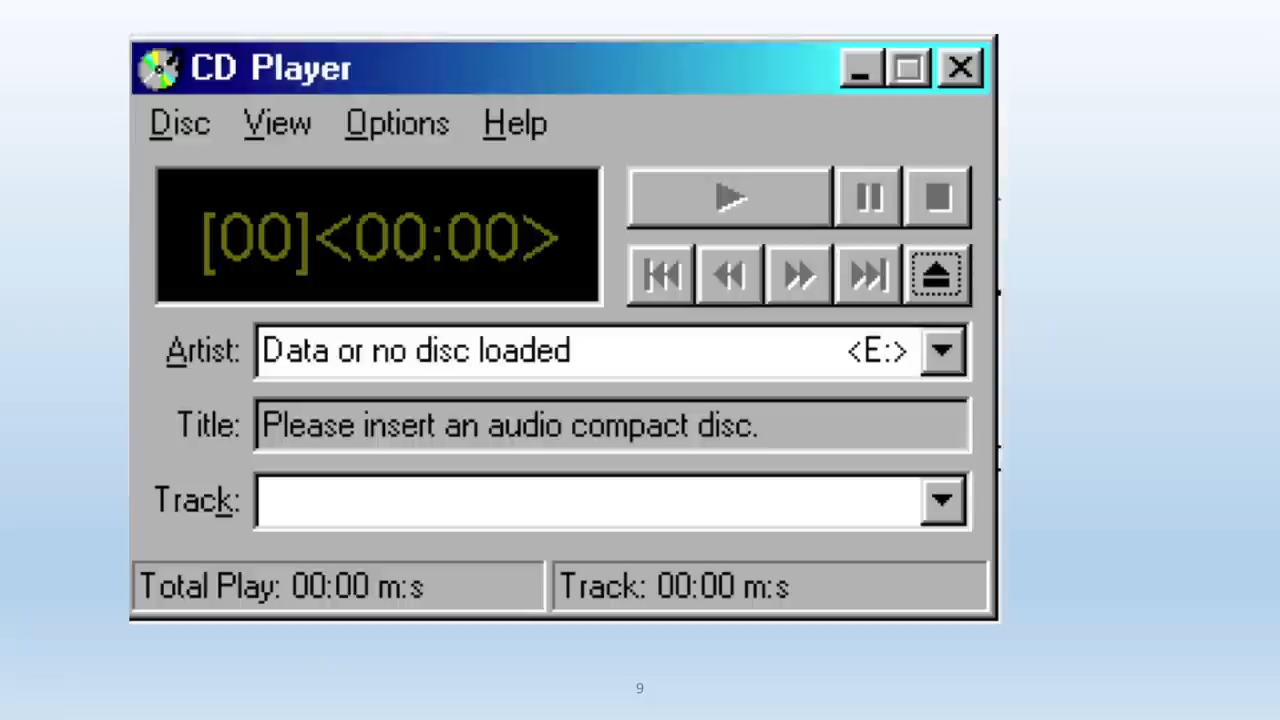 CD Player
Disc View Options Help
[00]<00:00>
Artist: Data or no disc loaded <E:>
Title: Please insert an audio compact disc.
Track:
Total Play: 00:00 m:s Track: 00:00 m:s
9